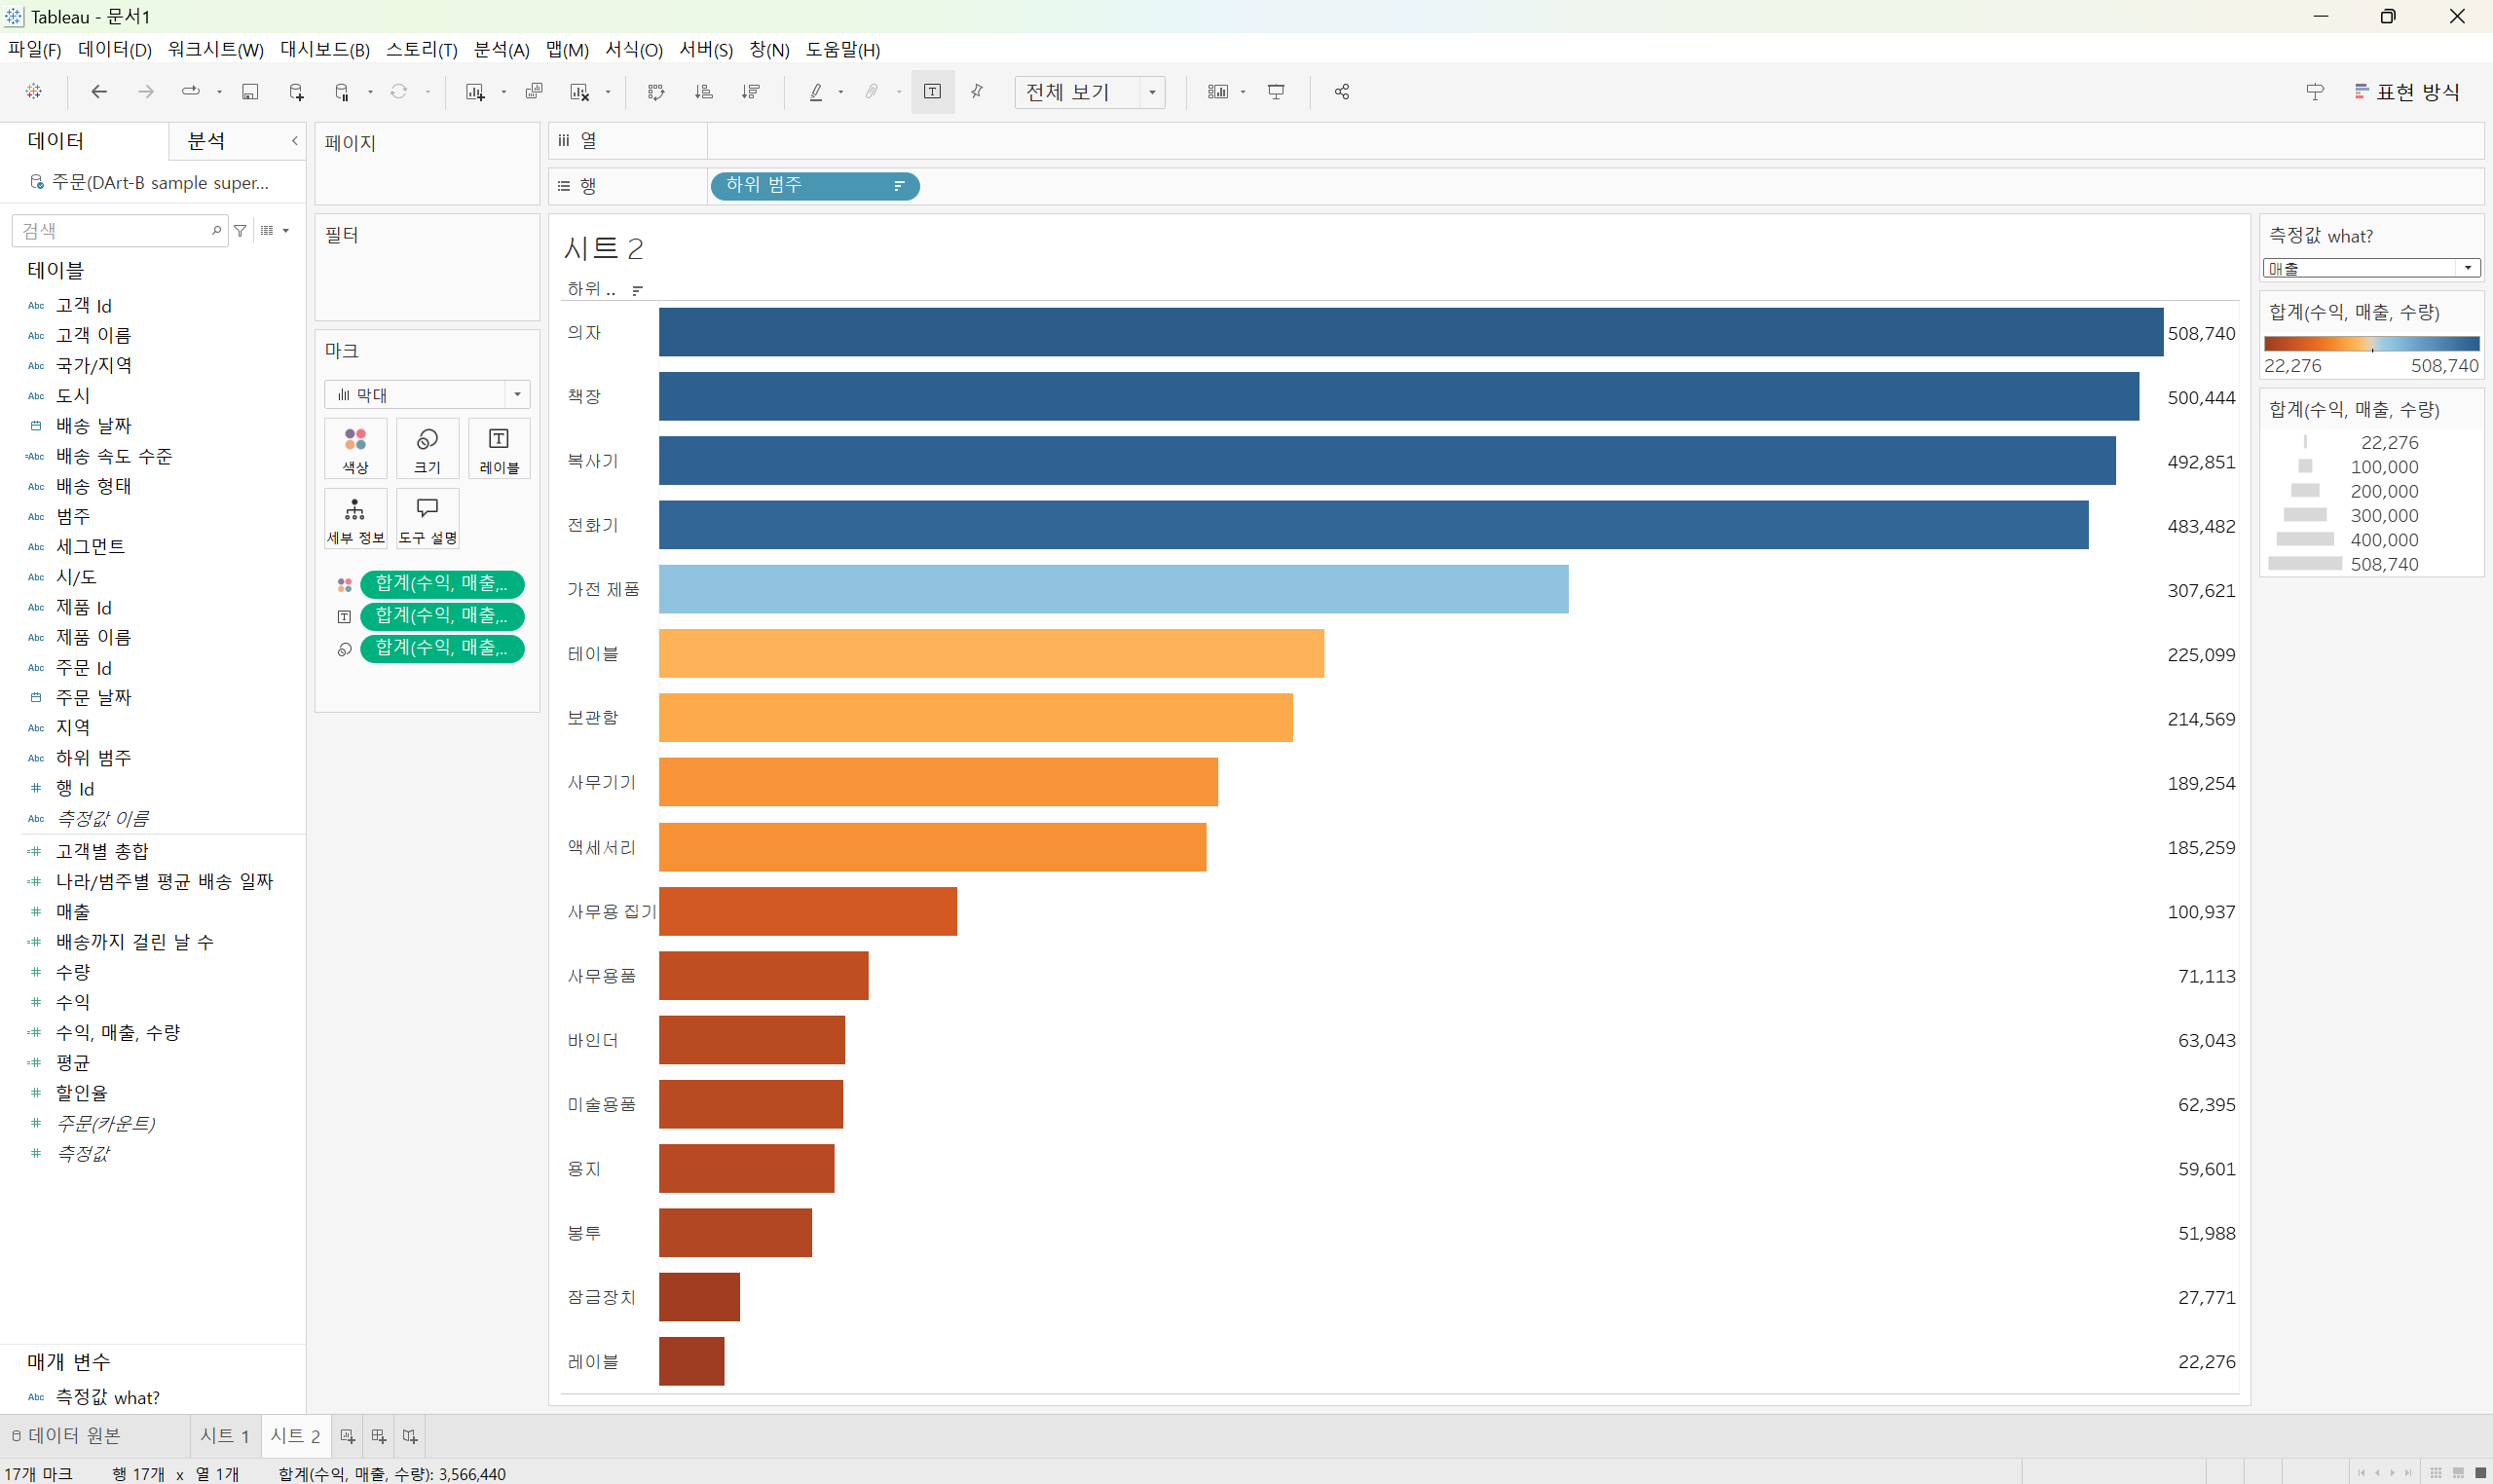 Tableau - 문서1
파일(F) 데이터(D) 워크시트(W) 대시보드(B) 스토리(T) 분석(A) 맵(M) 서식(O) 서버(S) 창(N) 도움말(H)
전체 보기
표현 방식
데이터
분석
주문(DArt-B sample super...
검색
테이블
Abc 고객 Id
Abc 고객 이름
Abc 국가/지역
Abc 도시
배송 날짜
=Abc 배송 속도 수준
Abc 배송 형태
Abc 범주
Abc 세그먼트
Abc 시/도
Abc 제품 Id
Abc 제품 이름
Abc 주문 Id
주문 날짜
Abc 지역
Abc 하위 범주
# 행 Id
Abc 측정값 이름
=# 고객별 총합
=# 나라/범주별 평균 배송 일짜
# 매출
=# 배송까지 걸린 날 수
# 수량
# 수익
=# 수익, 매출, 수량
=# 평균
# 할인율
# 주문(카운트)
# 측정값
매개 변수
Abc 측정값 what?
페이지
필터
마크
막대
색상
크기
레이블
세부 정보
도구 설명
합계(수익, 매출,..
합계(수익, 매출,..
합계(수익, 매출,..
열
행
하위 범주
시트 2
하위 ..
의자 508,740
책장 500,444
복사기 492,851
전화기 483,482
가전 제품 307,621
테이블 225,099
보관함 214,569
사무기기 189,254
액세서리 185,259
사무용 집기 100,937
사무용품 71,113
바인더 63,043
미술용품 62,395
용지 59,601
봉투 51,988
잠금장치 27,771
레이블 22,276
측정값 what?
매출
합계(수익, 매출, 수량)
22,276 508,740
합계(수익, 매출, 수량)
22,276
100,000
200,000
300,000
400,000
508,740
데이터 원본
시트 1
시트 2
17개 마크 행 17개 x 열 1개 합계(수익, 매출, 수량): 3,566,440